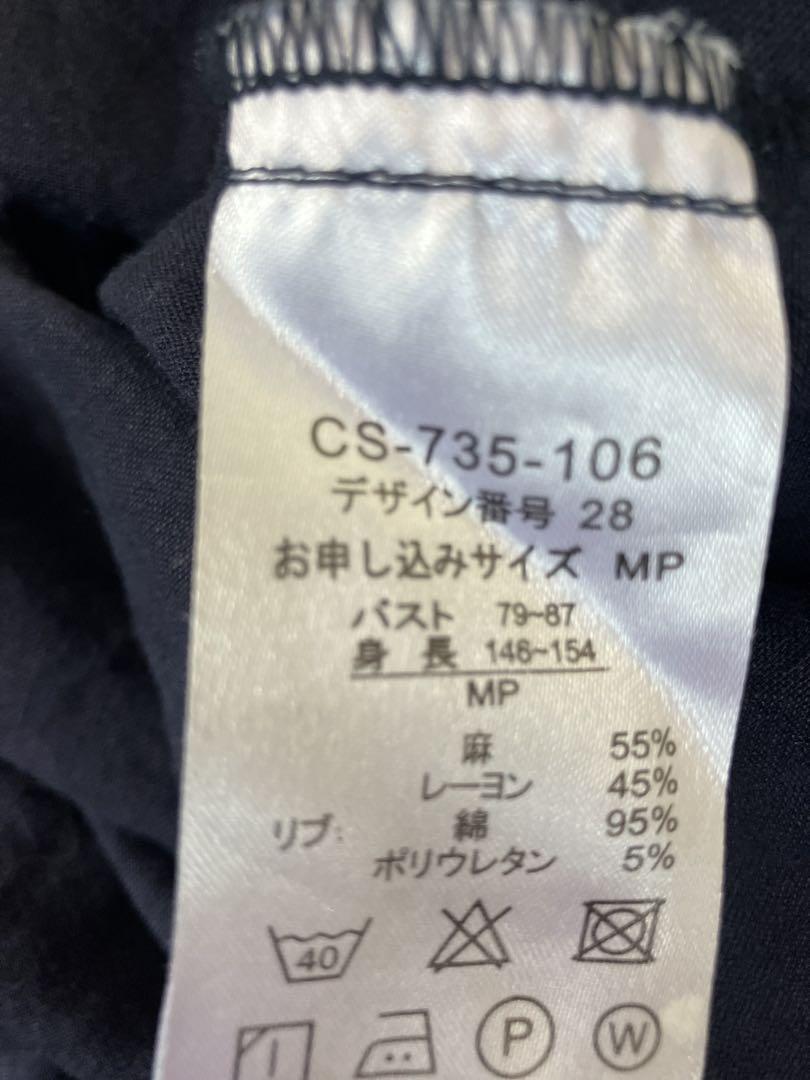 CS-735-106
デザイン番号 28
お申し込みサイズ MP
バスト 79~87
身 長 146~154
MP
麻 55%
レーヨン 45%
リブ: 綿 95%
ポリウレタン 5%
40
P W